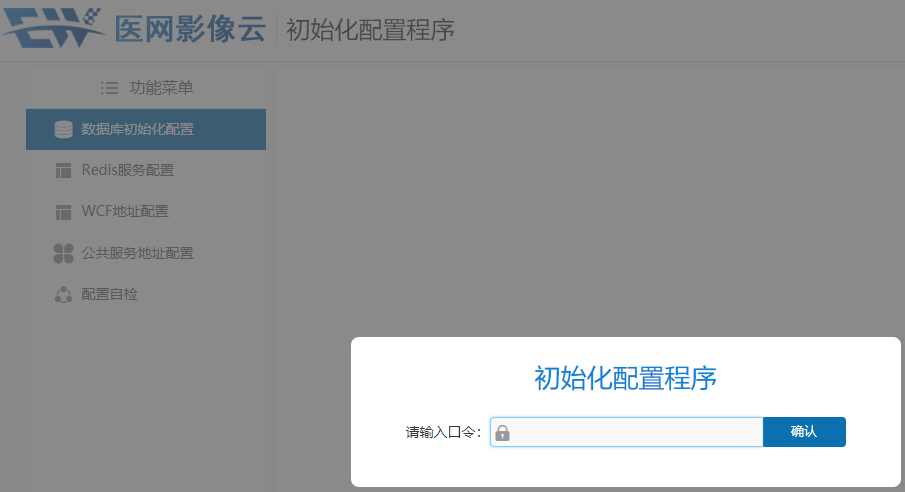 医网影像云 初始化配置程序
功能菜单
数据库初始化配置
Redis服务配置
WCF地址配置
公共服务地址配置
配置自检
初始化配置程序
请输入口令： 确认